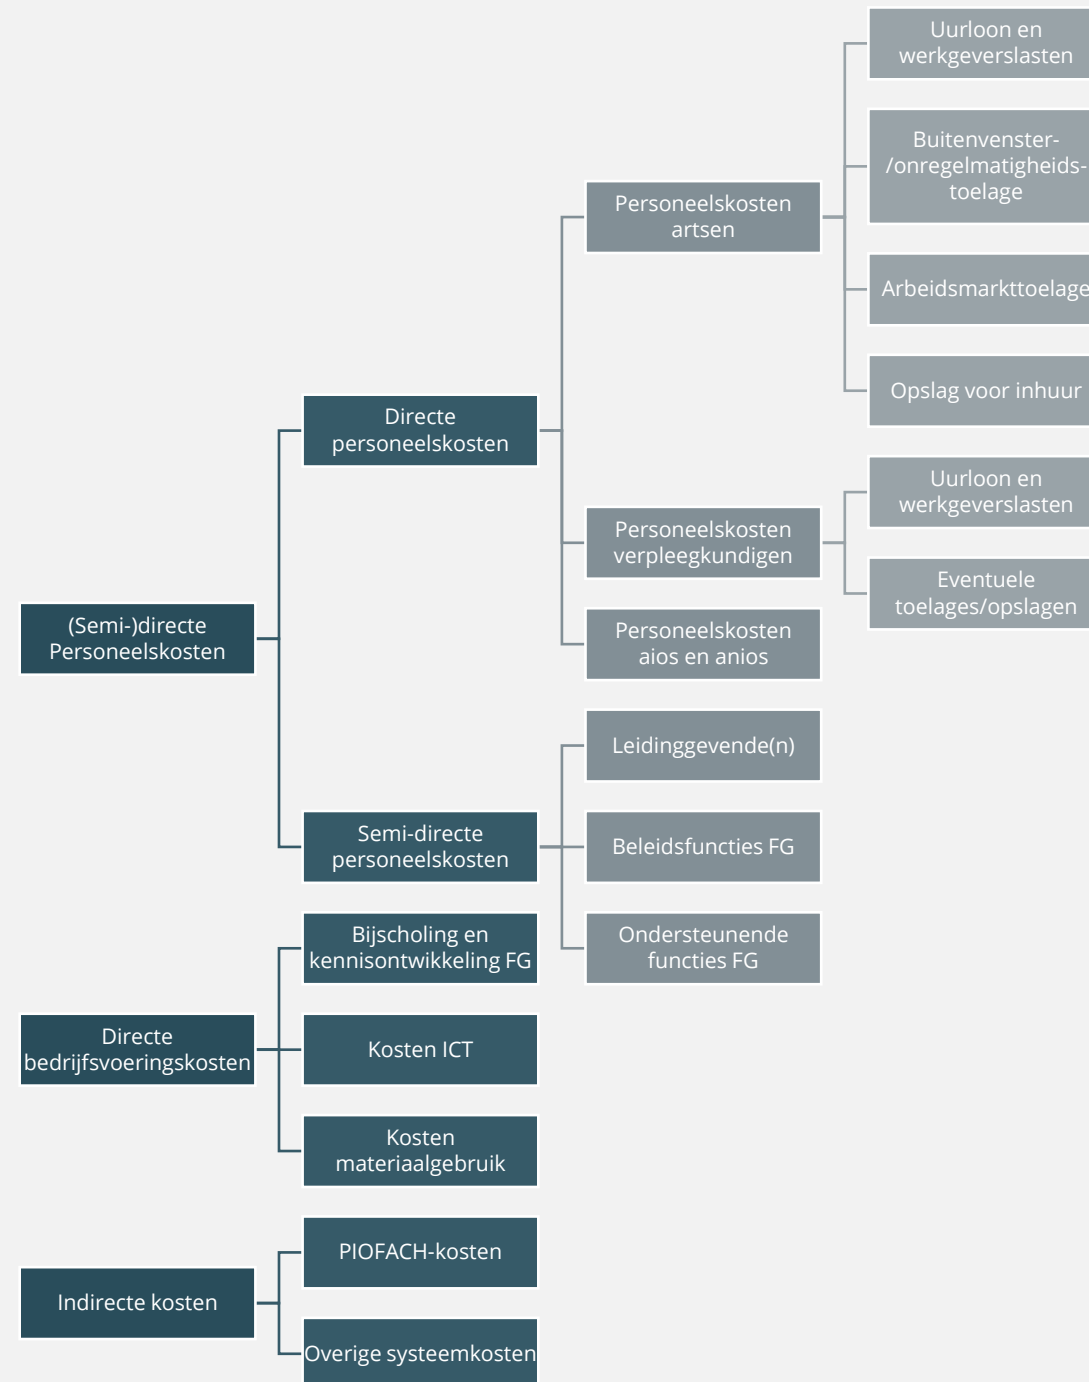 Uurloon en
werkgeverslasten
Buitenvenster-
/onregelmatigheids-
toelage
Personeelskosten
artsen
Arbeidsmarkttoelage
Opslag voor inhuur
Directe
personeelskosten
Uurloon en
werkgeverslasten
Personeelskosten
verpleegkundigen
Eventuele
toelages/opslagen
Personeelskosten
aios en anios
(Semi-)directe
Personeelskosten
Leidinggevende(n)
Semi-directe
personeelskosten
Beleidsfuncties FG
Ondersteunende
functies FG
Bijscholing en
kennisontwikkeling FG
Directe
bedrijfsvoeringskosten
Kosten ICT
Kosten
materiaalgebruik
PIOFACH-kosten
Indirecte kosten
Overige systeemkosten